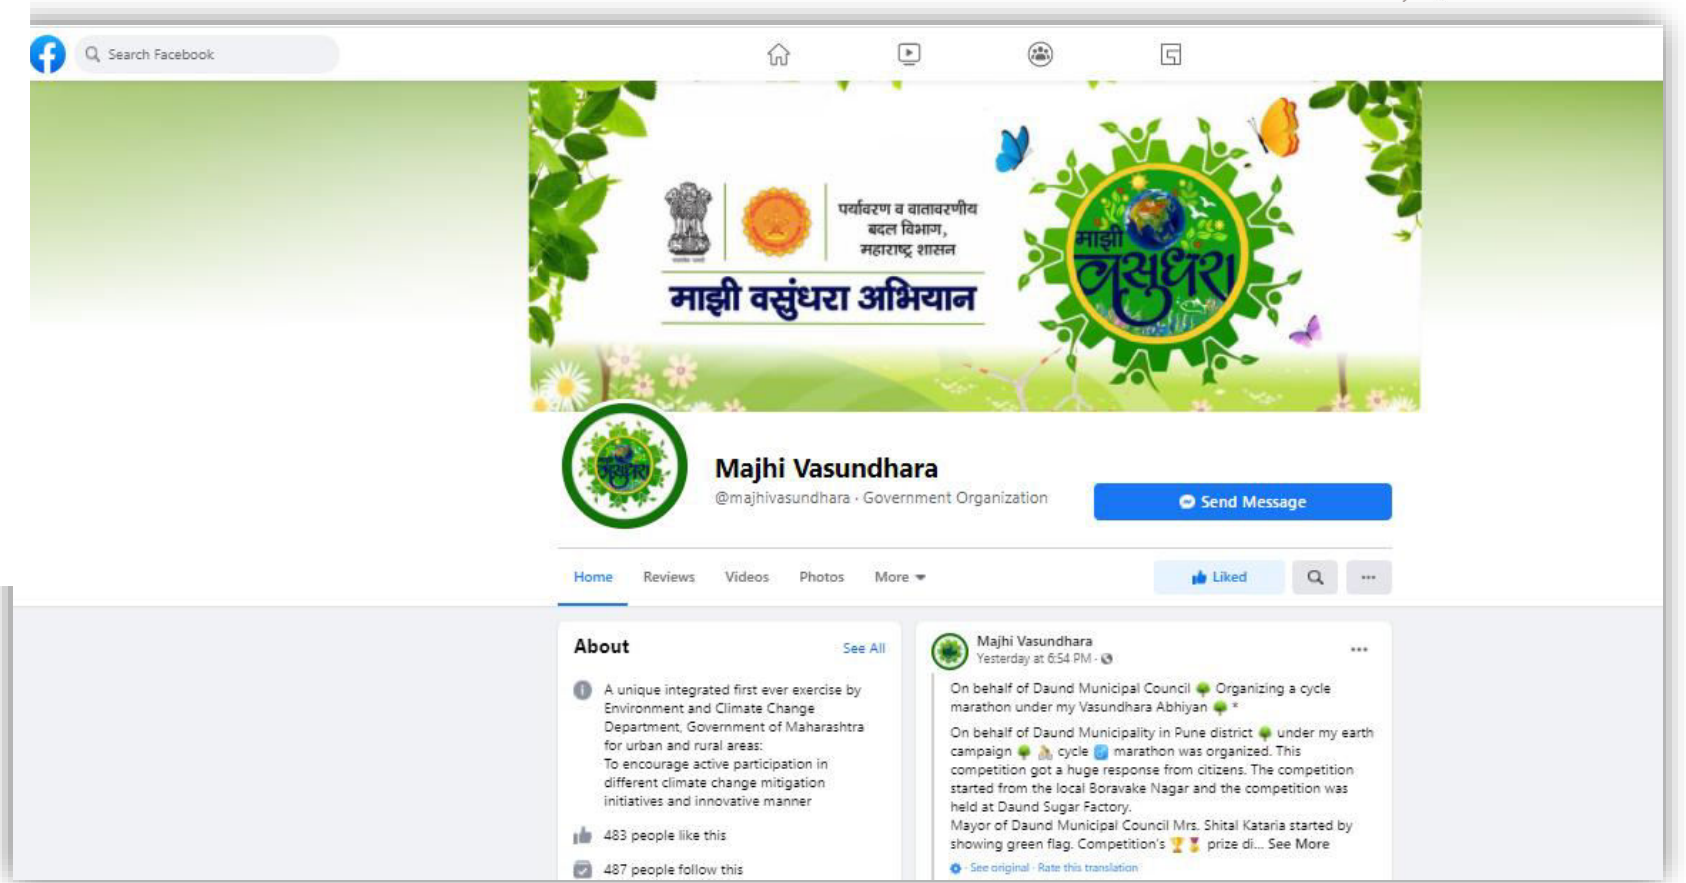 Search Facebook
पर्यावरण व वातावरणीय
बदल विभाग,
महाराष्ट्र शासन
माझी वसुंधरा अभियान
माझी
वसुंधरा
Majhi Vasundhara
@majhivasundhara · Government Organization
Send Message
Home Reviews Videos Photos More
Liked
About
See All
A unique integrated first ever exercise by
Environment and Climate Change
Department, Government of Maharashtra
for urban and rural areas:
To encourage active participation in
different climate change mitigation
initiatives and innovative manner
483 people like this
487 people follow this
Majhi Vasundhara
Yesterday at 6:54 PM ·
On behalf of Daund Municipal Council 🌳 Organizing a cycle
marathon under my Vasundhara Abhiyan 🌳 *
On behalf of Daund Municipality in Pune district 🌳 under my earth
campaign 🌳 🚴 cycle 🌀 marathon was organized. This
competition got a huge response from citizens. The competition
started from the local Boravake Nagar and the competition was
held at Daund Sugar Factory.
Mayor of Daund Municipal Council Mrs. Shital Kataria started by
showing green flag. Competition's 🏆 🏅 prize di... See More
· See original · Rate this translation